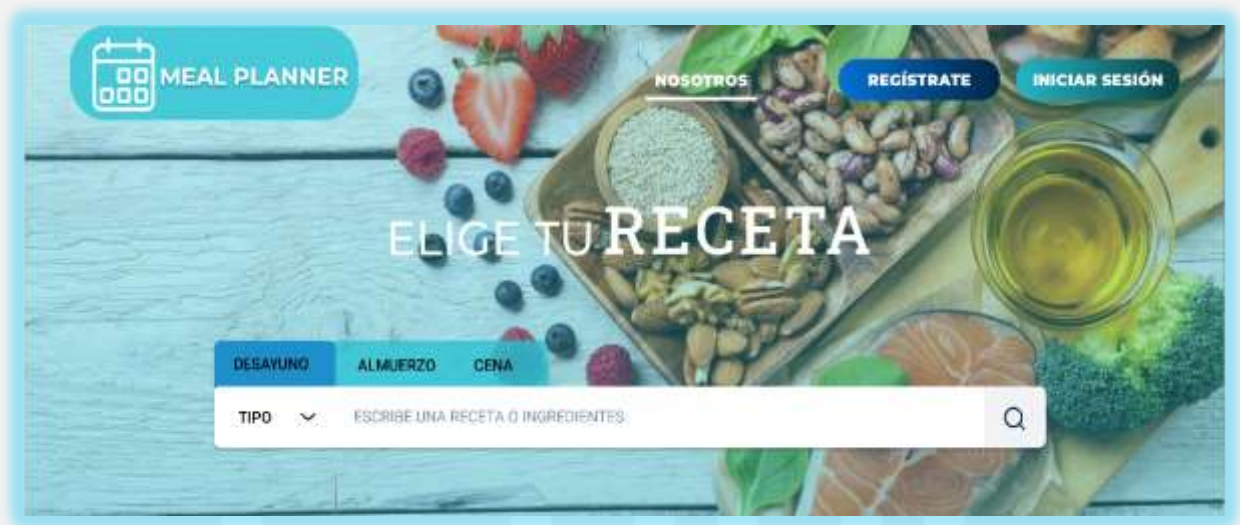 MEAL PLANNER
NOSOTROS
REGÍSTRATE
INICIAR SESIÓN
ELIGE TU RECETA
DESAYUNO
ALMUERZO
CENA
TIPO
ESCRIBE UNA RECETA O INGREDIENTES